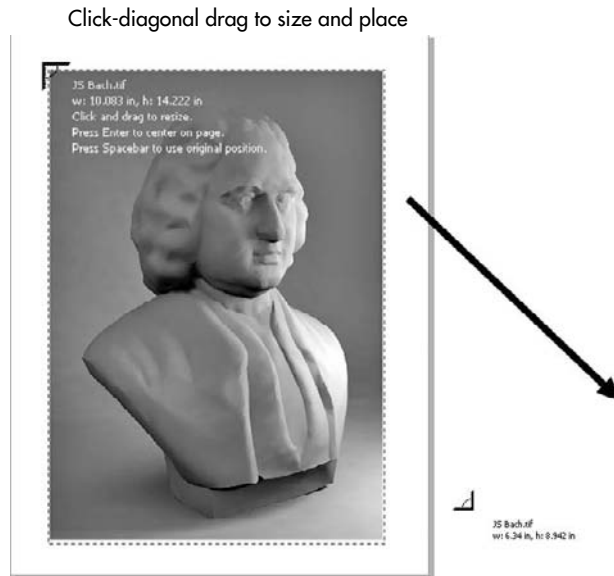 Click-diagonal drag to size and place
JS Bach.tif
w: 10.083 in, h: 14.222 in
Click and drag to resize.
Press Enter to center on page.
Press Spacebar to use original position.
JS Bach.tif
w: 6.34 in, h: 8.942 in